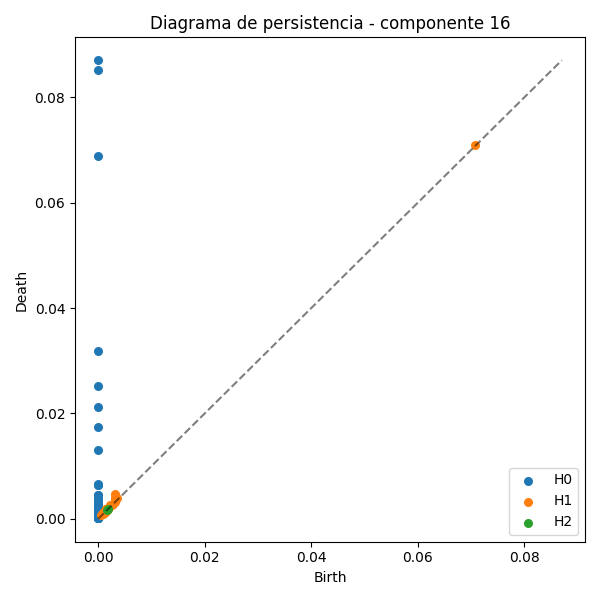 Diagrama de persistencia - componente 16
Death
0.08
0.06
0.04
0.02
0.00
0.00 0.02 0.04 0.06 0.08
Birth
H0
H1
H2